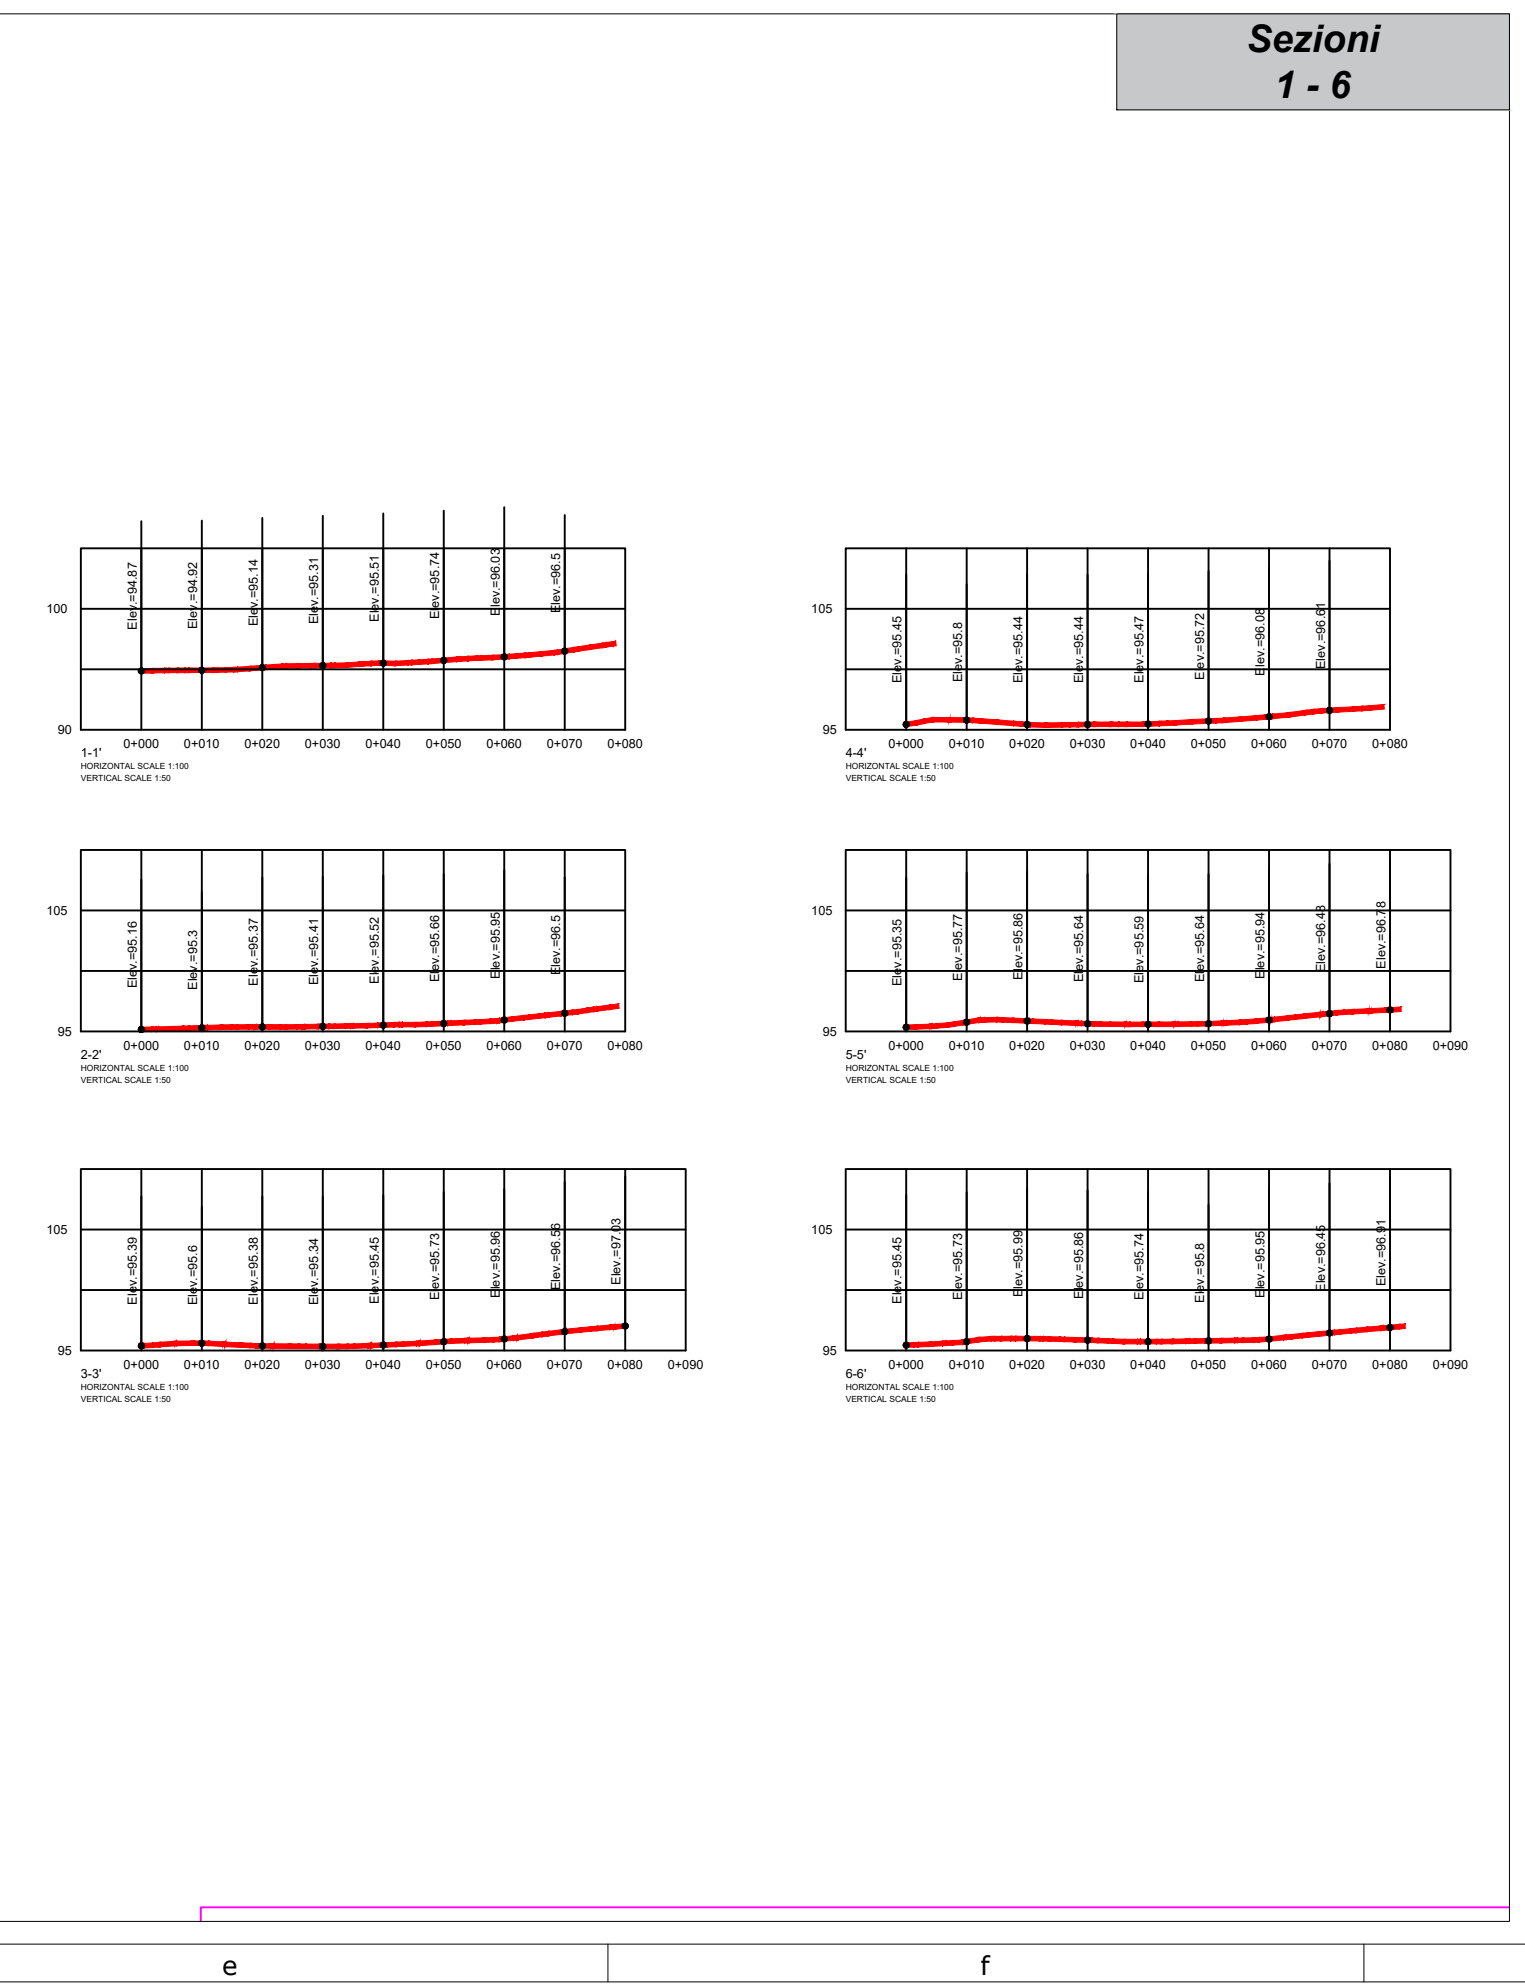 Sezioni
1 - 6
Elev.=94.87 Elev.=94.92 Elev.=95.14 Elev.=95.31 Elev.=95.51 Elev.=95.74 Elev.=96.03 Elev.=96.5
100
90
0+000 0+010 0+020 0+030 0+040 0+050 0+060 0+070 0+080
1-1'
HORIZONTAL SCALE 1:100
VERTICAL SCALE 1:50
Elev.=95.45 Elev.=95.8 Elev.=95.44 Elev.=95.44 Elev.=95.47 Elev.=95.72 Elev.=96.08 Elev.=96.61
105
95
0+000 0+010 0+020 0+030 0+040 0+050 0+060 0+070 0+080
4-4'
HORIZONTAL SCALE 1:100
VERTICAL SCALE 1:50
Elev.=95.16 Elev.=95.3 Elev.=95.37 Elev.=95.41 Elev.=95.52 Elev.=95.66 Elev.=95.95 Elev.=96.5
105
95
0+000 0+010 0+020 0+030 0+040 0+050 0+060 0+070 0+080
2-2'
HORIZONTAL SCALE 1:100
VERTICAL SCALE 1:50
Elev.=95.35 Elev.=95.77 Elev.=95.86 Elev.=95.64 Elev.=95.59 Elev.=95.64 Elev.=95.94 Elev.=96.48 Elev.=96.78
105
95
0+000 0+010 0+020 0+030 0+040 0+050 0+060 0+070 0+080 0+090
5-5'
HORIZONTAL SCALE 1:100
VERTICAL SCALE 1:50
Elev.=95.39 Elev.=95.6 Elev.=95.38 Elev.=95.34 Elev.=95.45 Elev.=95.73 Elev.=95.96 Elev.=96.56 Elev.=97.03
105
95
0+000 0+010 0+020 0+030 0+040 0+050 0+060 0+070 0+080 0+090
3-3'
HORIZONTAL SCALE 1:100
VERTICAL SCALE 1:50
Elev.=95.45 Elev.=95.73 Elev.=95.99 Elev.=95.86 Elev.=95.74 Elev.=95.8 Elev.=95.95 Elev.=96.45 Elev.=96.91
105
95
0+000 0+010 0+020 0+030 0+040 0+050 0+060 0+070 0+080 0+090
6-6'
HORIZONTAL SCALE 1:100
VERTICAL SCALE 1:50
e f